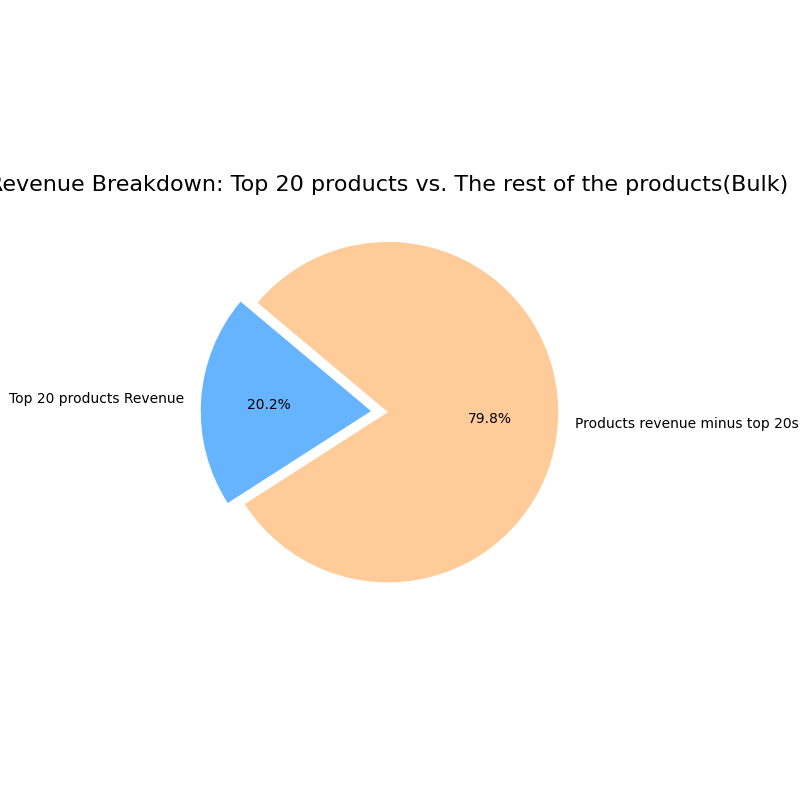 Revenue Breakdown: Top 20 products vs. The rest of the products(Bulk)
Top 20 products Revenue
20.2%
79.8%
Products revenue minus top 20s